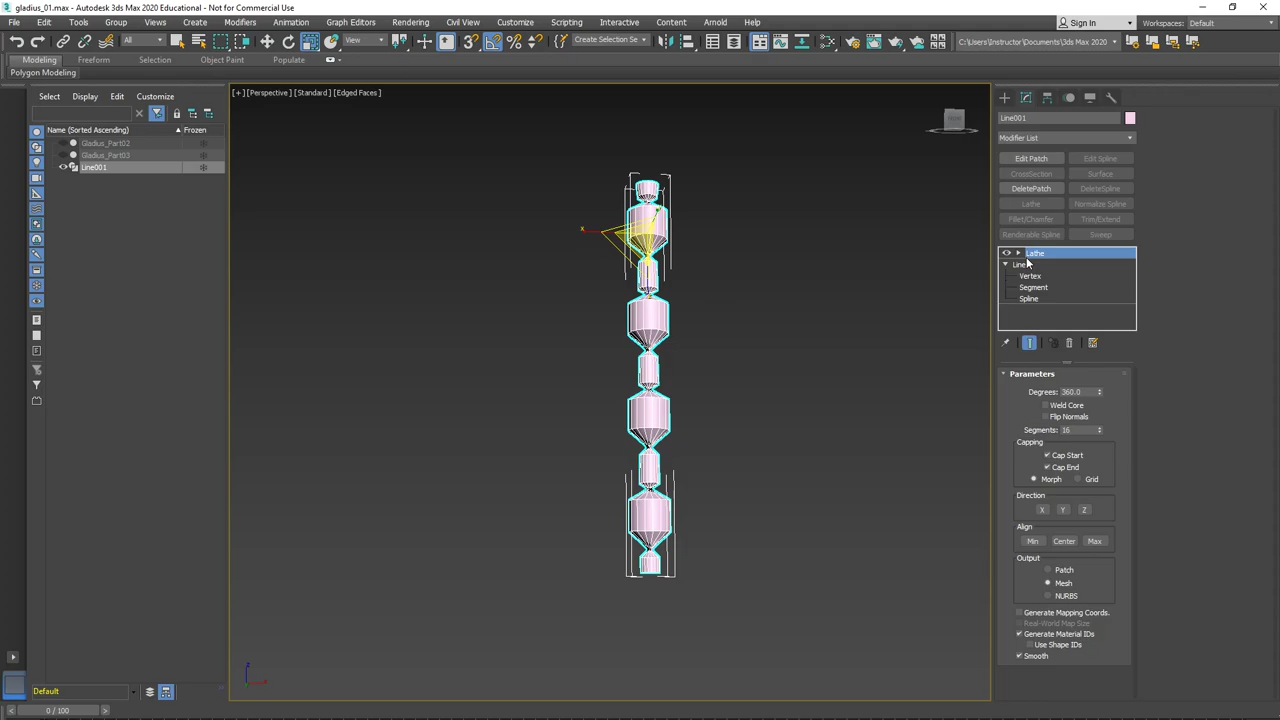 gladius_01.max - Autodesk 3ds Max 2020 Educational - Not for Commercial Use
File Edit Tools Group Views Create Modifiers Animation Graph Editors Rendering Civil View Customize Scripting Interactive Content Arnold Help
Sign In
Workspaces: Default
All
View
Create Selection Se
C:\Users\Instructor\Documents\3ds Max 2020
Modeling Freeform Selection Object Paint Populate
Polygon Modeling
Select Display Edit Customize
Name (Sorted Ascending) Frozen
Gladius_Part02
Gladius_Part03
Line001
Default
0 / 100
[+] [Perspective] [Standard] [Edged Faces]
x
z
Line001
Modifier List
Edit Patch Edit Spline
CrossSection Surface
DeletePatch DeleteSpline
Lathe Normalize Spline
Fillet/Chamfer Trim/Extend
Renderable Spline Sweep
Lathe
Line
Vertex
Segment
Spline
Parameters
Degrees: 360.0
Weld Core
Flip Normals
Segments: 16
Capping
Cap Start
Cap End
Morph Grid
Direction
X Y Z
Align
Min Center Max
Output
Patch
Mesh
NURBS
Generate Mapping Coords.
Real-World Map Size
Generate Material IDs
Use Shape IDs
Smooth